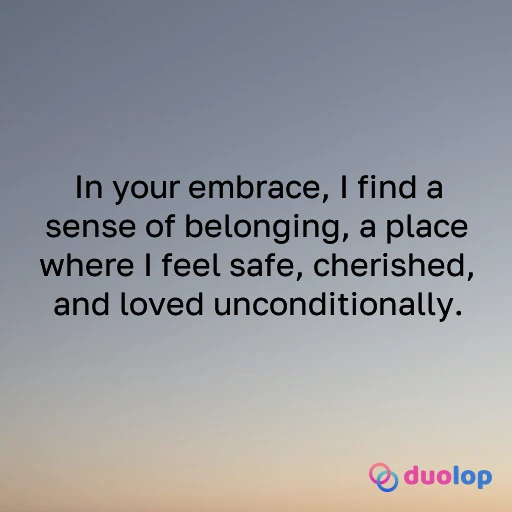 In your embrace, I find a
sense of belonging, a place
where I feel safe, cherished,
and loved unconditionally.
duolop